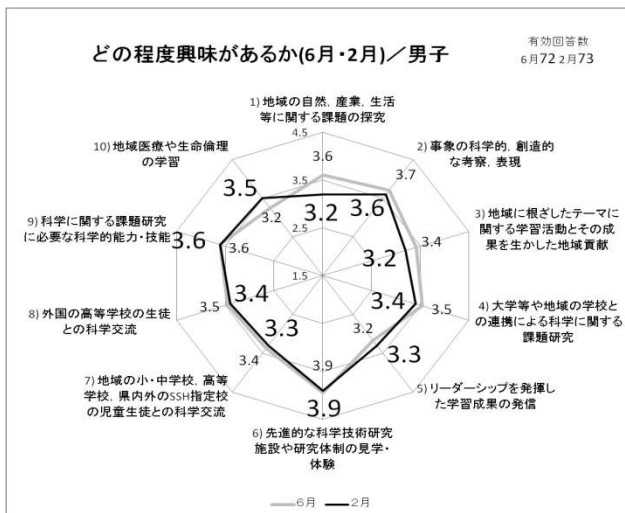 どの程度興味があるか(6月・2月)／男子
有効回答数
6月72 2月73
1) 地域の自然, 産業, 生活
等に関する課題の探究
4.5
3.6
3.5
3.2
2.5
1.5
2) 事象の科学的, 創造的
な考察, 表現
3.7
3.6
3) 地域に根ざしたテーマに
関する学習活動とその成
果を生かした地域貢献
3.4
3.2
4) 大学等や地域の学校と
の連携による科学に関する
課題研究
3.5
3.4
5) リーダーシップを発揮し
た学習成果の発信
3.2
3.3
6) 先進的な科学技術研究
施設や研究体制の見学・
体験
3.9
3.9
7) 地域の小・中学校, 高等
学校, 県内外のSSH指定校
の児童生徒との科学交流
3.4
3.3
8) 外国の高等学校の生徒
との科学交流
3.5
3.4
9) 科学に関する課題研究
に必要な科学的能力・技能
3.6
3.6
10) 地域医療や生命倫理
の学習
3.5
3.2
6月 2月